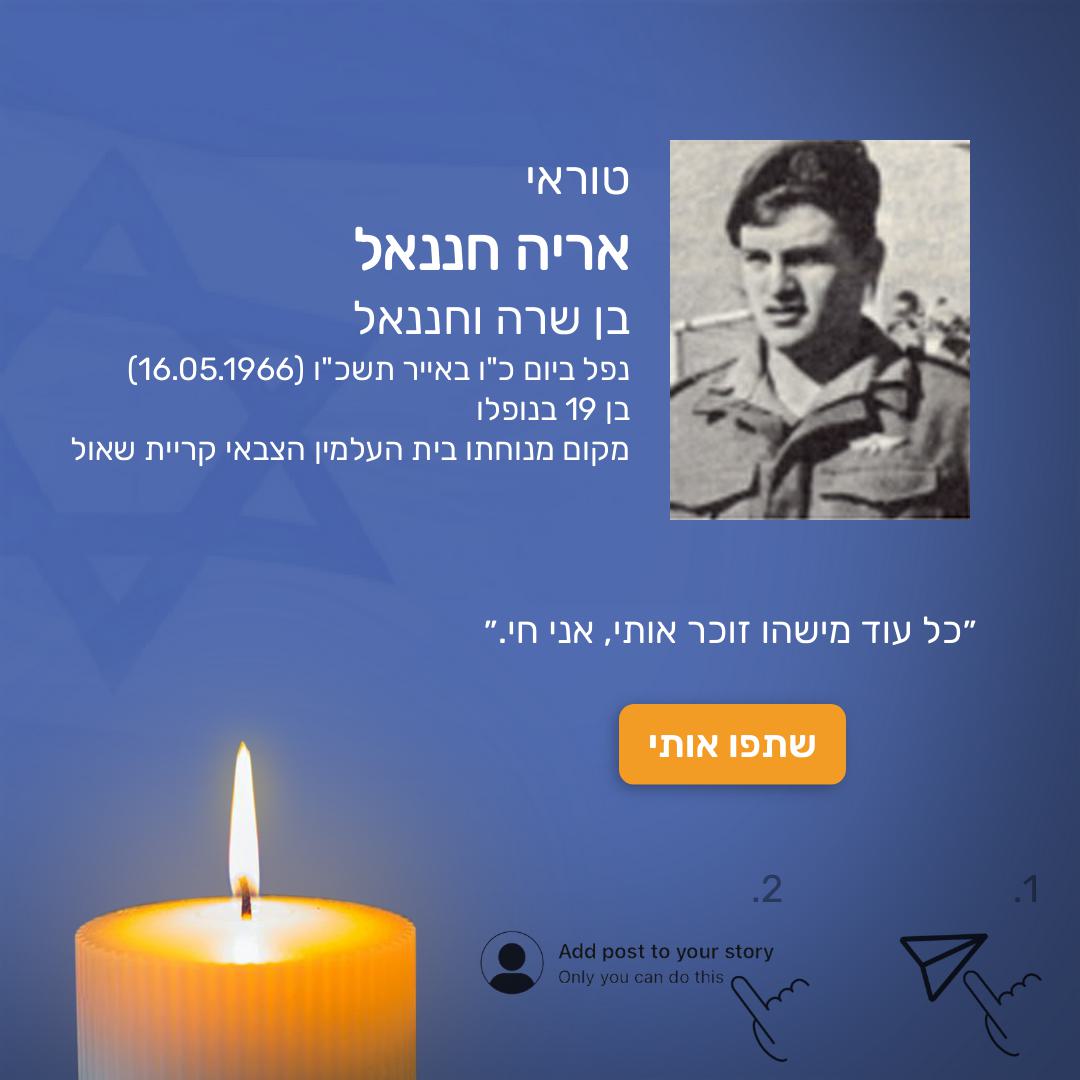 טוראי
אריה חננאל
בן שרה וחננאל
נפל ביום כ"ו באייר תשכ"ו (16.05.1966)
בן 19 בנופלו
מקום מנוחתו בית העלמין הצבאי קריית שאול
״כל עוד מישהו זוכר אותי, אני חי.״
שתפו אותי
1.
2.
Add post to your story
Only you can do this